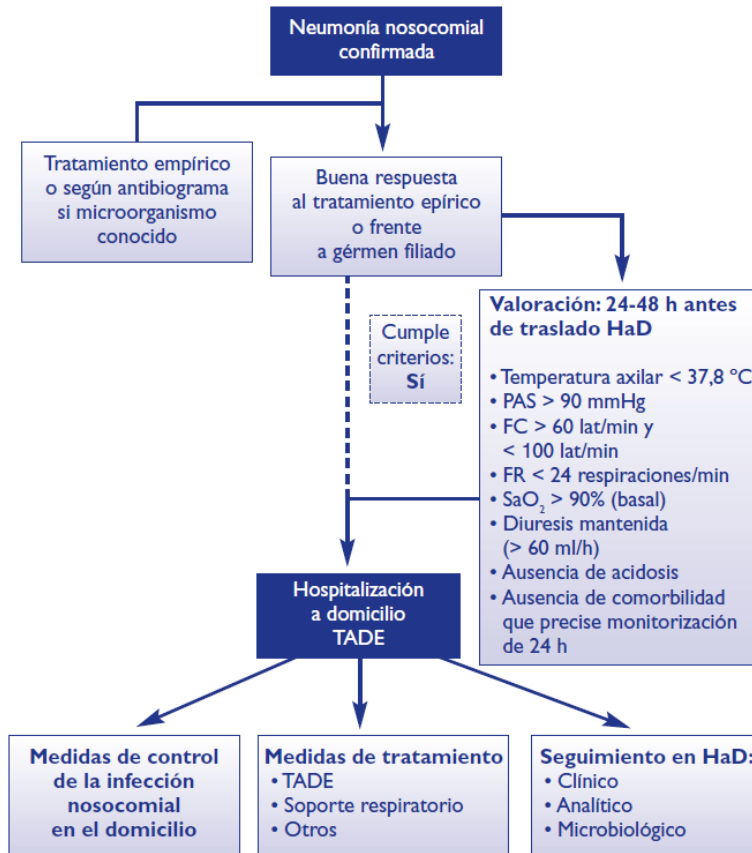 Neumonía nosocomial
confirmada
Tratamiento empírico
o según antibiograma
si microorganismo
conocido
Buena respuesta
al tratamiento epírico
o frente
a gérmen filiado
Cumple
criterios:
Sí
Valoración: 24-48 h antes
de traslado HaD
• Temperatura axilar < 37,8 ºC
• PAS > 90 mmHg
• FC > 60 lat/min y
< 100 lat/min
• FR < 24 respiraciones/min
• SaO₂ > 90% (basal)
• Diuresis mantenida
(> 60 ml/h)
• Ausencia de acidosis
• Ausencia de comorbilidad
que precise monitorización
de 24 h
Hospitalización
a domicilio
TADE
Medidas de control
de la infección
nosocomial
en el domicilio
Medidas de tratamiento:
• TADE
• Soporte respiratorio
• Otros
Seguimiento en HaD:
• Clínico
• Analítico
• Microbiológico